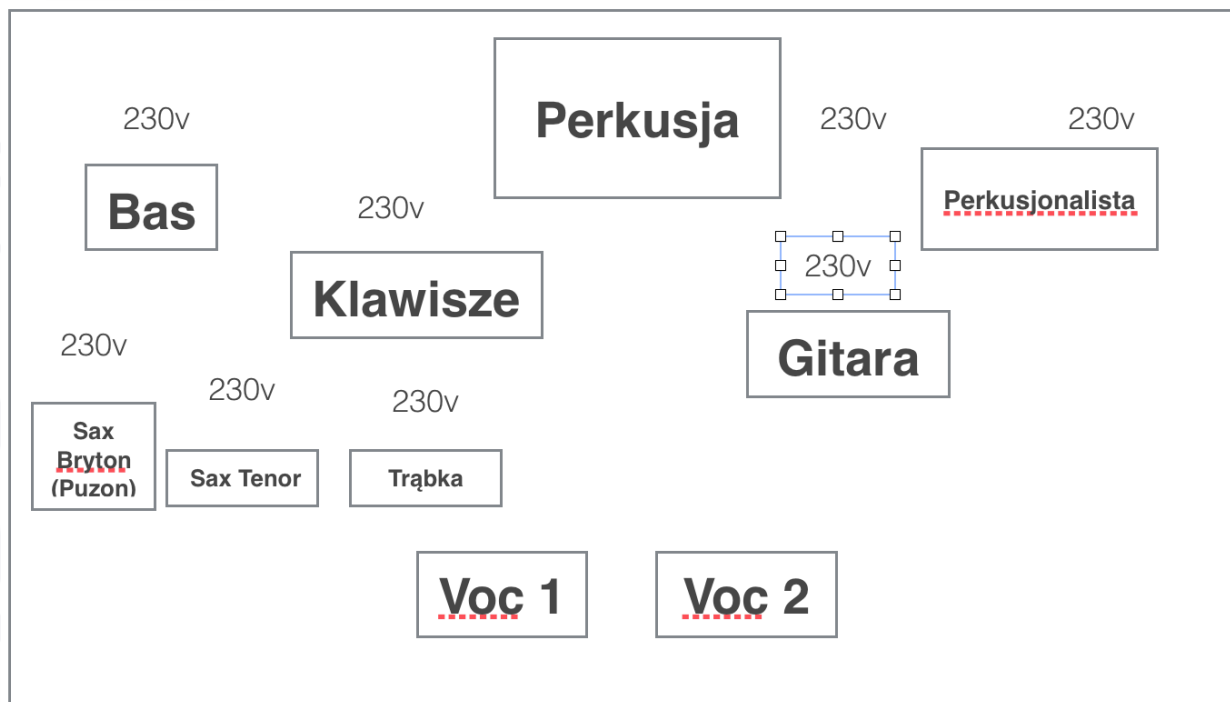 230v
Perkusja
230v
230v
Bas
Perkusjonalista
230v
Klawisze
230v
Gitara
230v
230v
230v
Sax
Bryton
(Puzon)
Sax Tenor
Trąbka
Voc 1
Voc 2